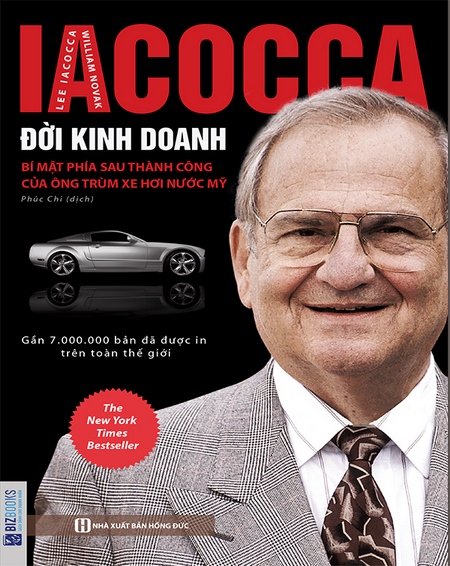 IACOCCA
LEE IACOCCA
WILLIAM NOVAK
ĐỜI KINH DOANH
BÍ MẬT PHÍA SAU THÀNH CÔNG
CỦA ÔNG TRÙM XE HƠI NƯỚC MỸ
Phúc Chi (dịch)
Gần 7.000.000 bản đã được in
trên toàn thế giới
The
New York
Times
Bestseller
BIZBOOKS
H NHÀ XUẤT BẢN HỒNG ĐỨC